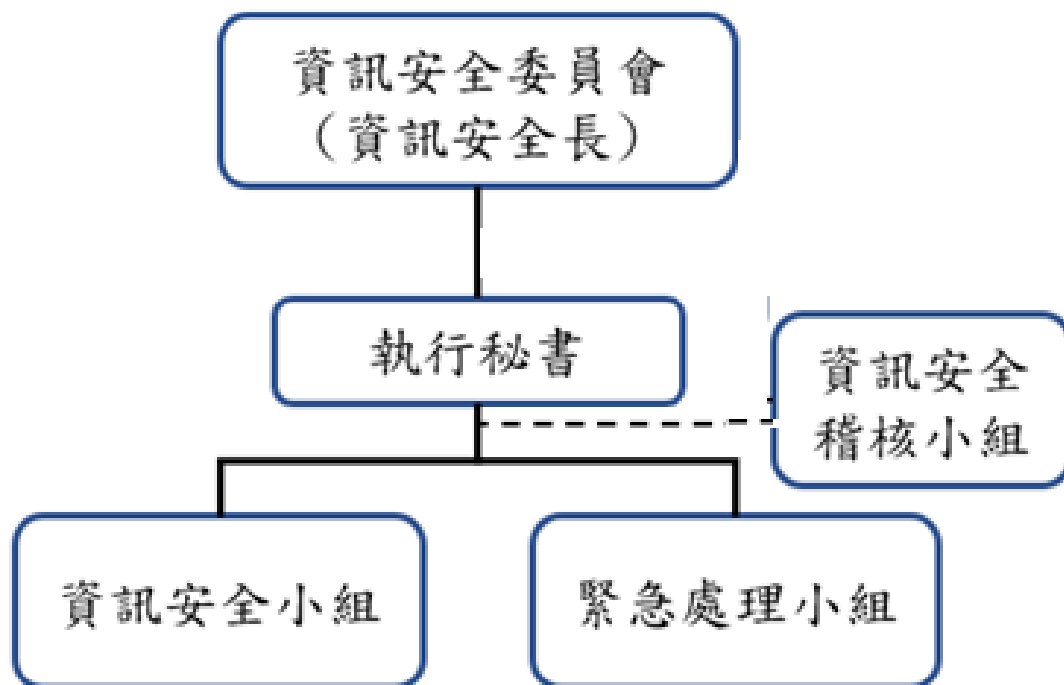 資訊安全委員會
（資訊安全長）
執行秘書
資訊安全
稽核小組
資訊安全小組
緊急處理小組